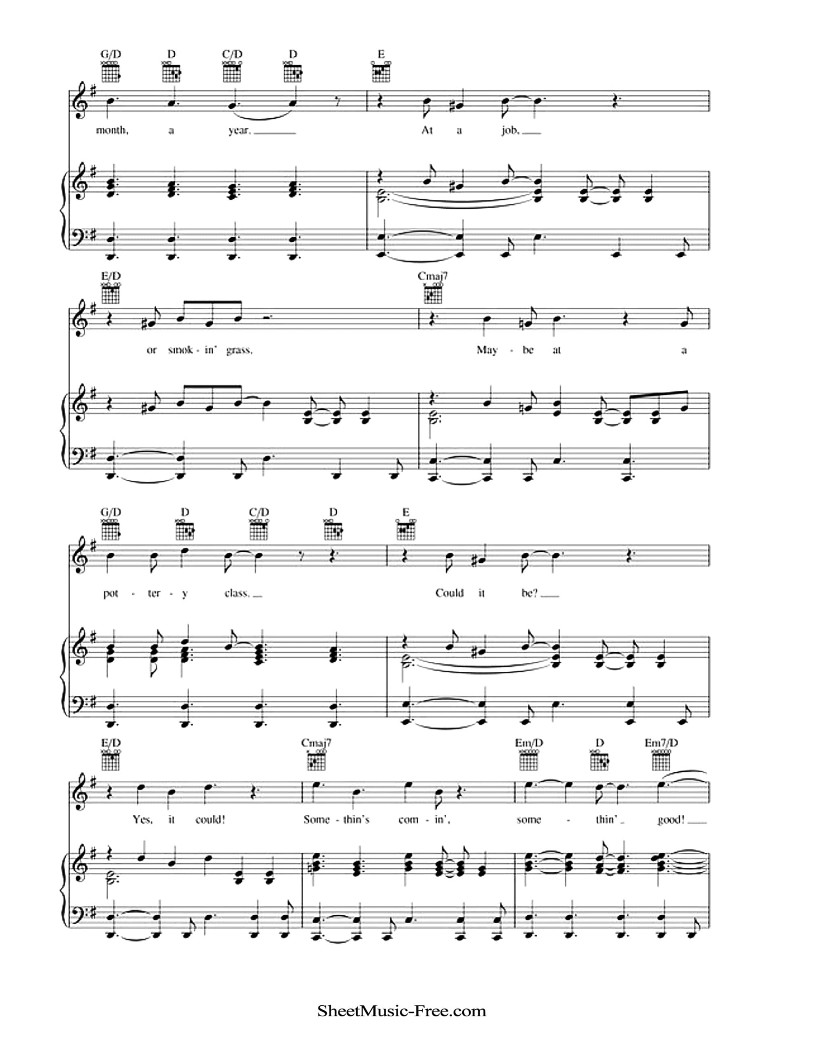 G/D D C/D D E
month, a year. At a job,
E/D Cmaj7
or smok - in' grass, May - be at a
G/D D C/D D E
pot - ter - y class. Could it be?
E/D Cmaj7 Em/D D Em7/D
Yes, it could! Some - thin's com - in', some - thin' good!
SheetMusic-Free.com